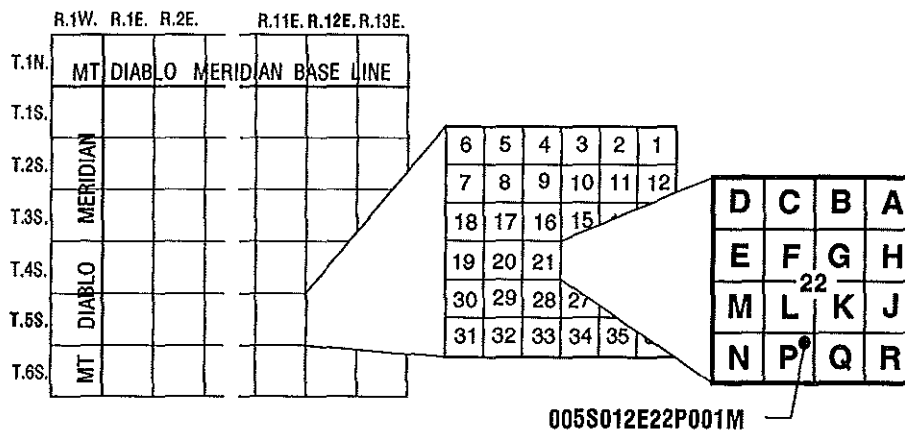 R.1W. R.1E. R.2E. R.11E. R.12E. R.13E.
T.1N. MT DIABLO MERIDIAN BASE LINE
T.1S.
T.2S.
T.3S.
T.4S.
T.5S.
T.6S.
MT DIABLO MERIDIAN
6 5 4 3 2 1
7 8 9 10 11 12
18 17 16 15
19 20 21
30 29 28 27
31 32 33 34 35
D C B A
E F G H
22
M L K J
N P Q R
005S012E22P001M